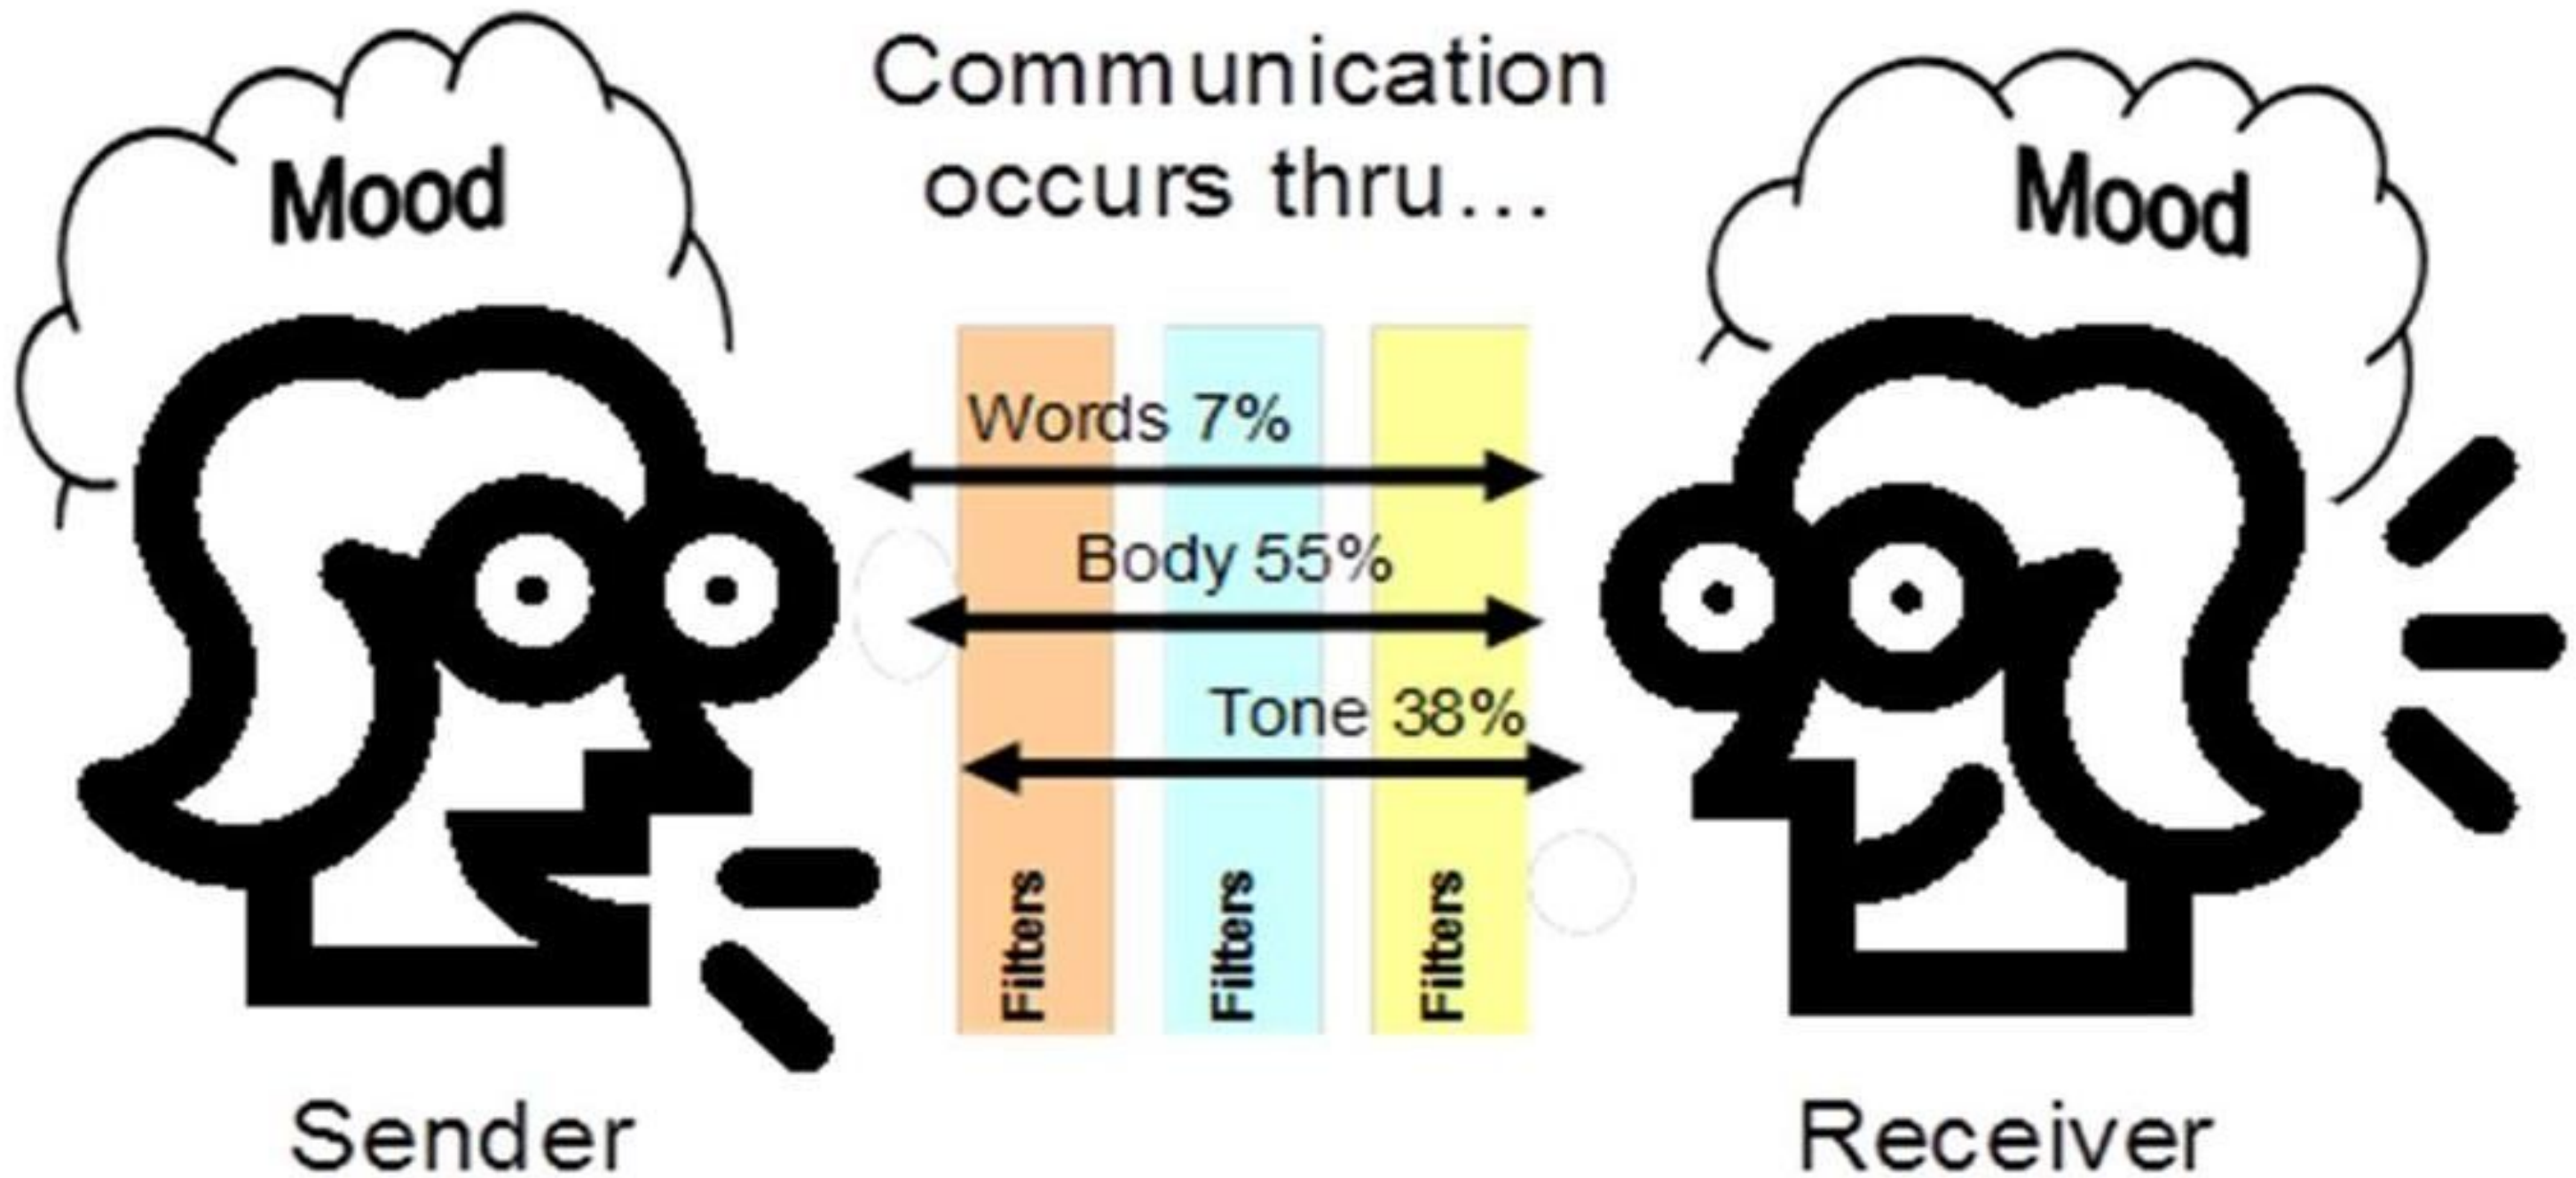 Communication
occurs thru...
Mood
Mood
Words 7%
Body 55%
Tone 38%
Filters
Filters
Filters
Sender
Receiver